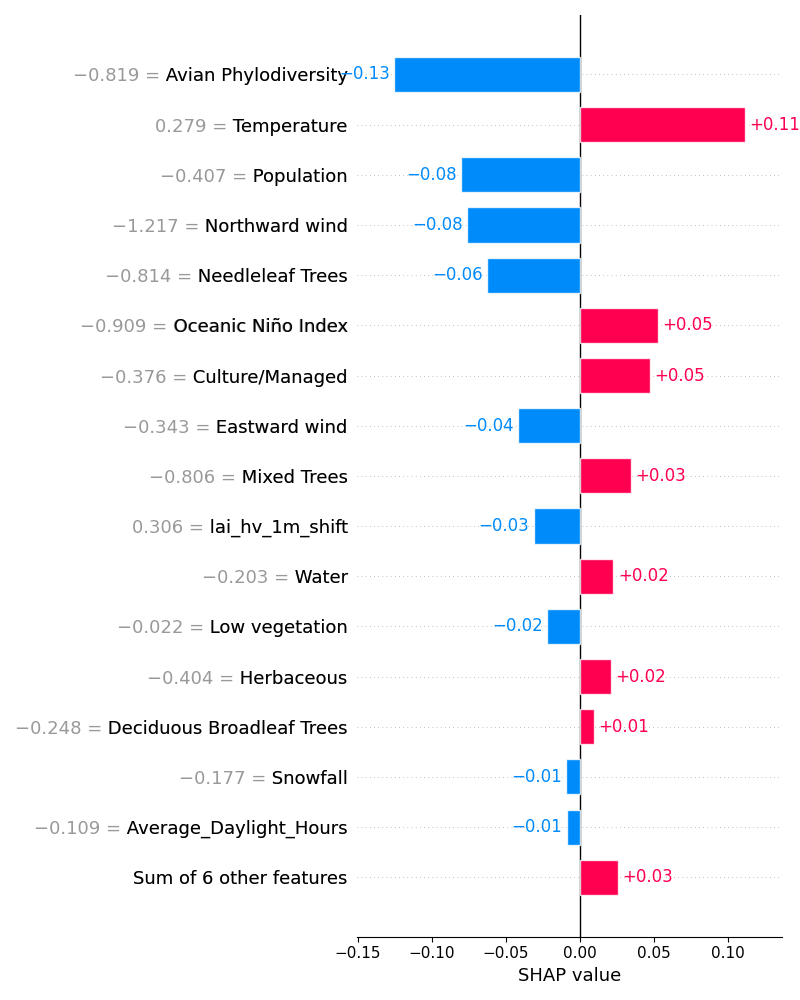 −0.819 = Avian Phylodiversity −0.13
0.279 = Temperature +0.11
−0.407 = Population −0.08
−1.217 = Northward wind −0.08
−0.814 = Needleleaf Trees −0.06
−0.909 = Oceanic Niño Index +0.05
−0.376 = Culture/Managed +0.05
−0.343 = Eastward wind −0.04
−0.806 = Mixed Trees +0.03
0.306 = lai_hv_1m_shift −0.03
−0.203 = Water +0.02
−0.022 = Low vegetation −0.02
−0.404 = Herbaceous +0.02
−0.248 = Deciduous Broadleaf Trees +0.01
−0.177 = Snowfall −0.01
−0.109 = Average_Daylight_Hours −0.01
Sum of 6 other features +0.03
−0.15 −0.10 −0.05 0.00 0.05 0.10
SHAP value